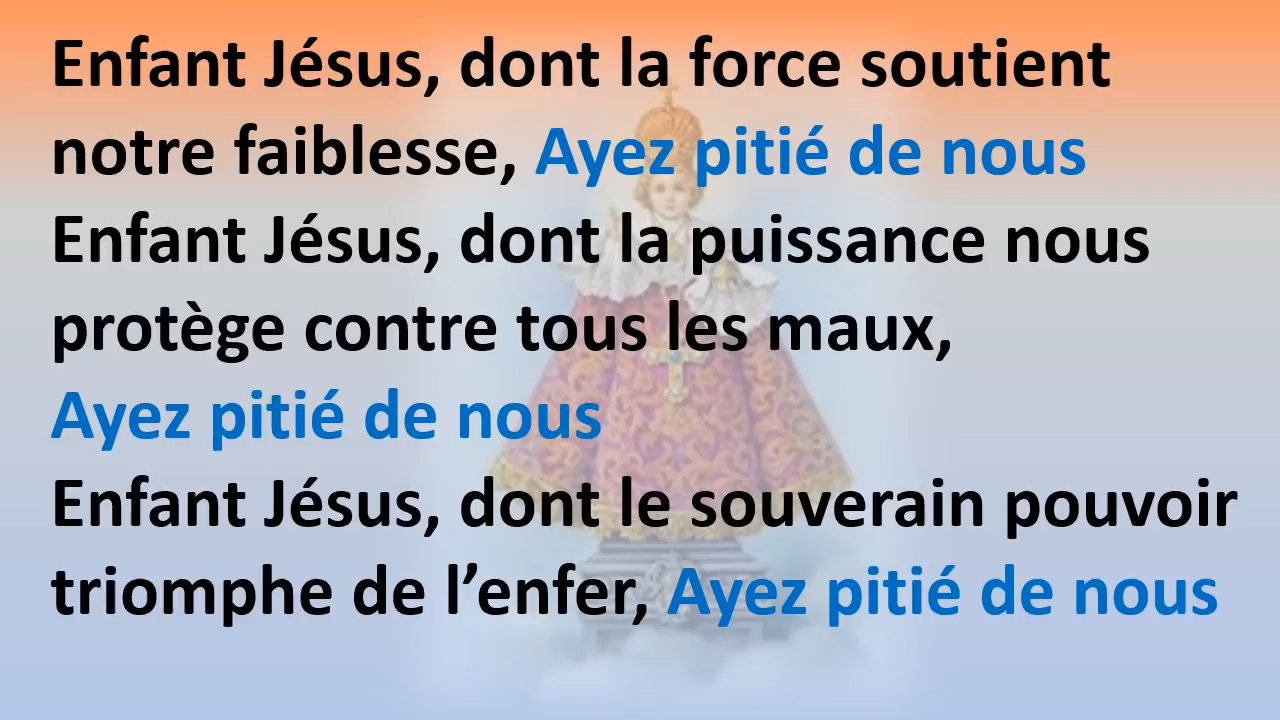 Enfant Jésus, dont la force soutient
notre faiblesse, Ayez pitié de nous
Enfant Jésus, dont la puissance nous
protège contre tous les maux,
Ayez pitié de nous
Enfant Jésus, dont le souverain pouvoir
triomphe de l’enfer, Ayez pitié de nous